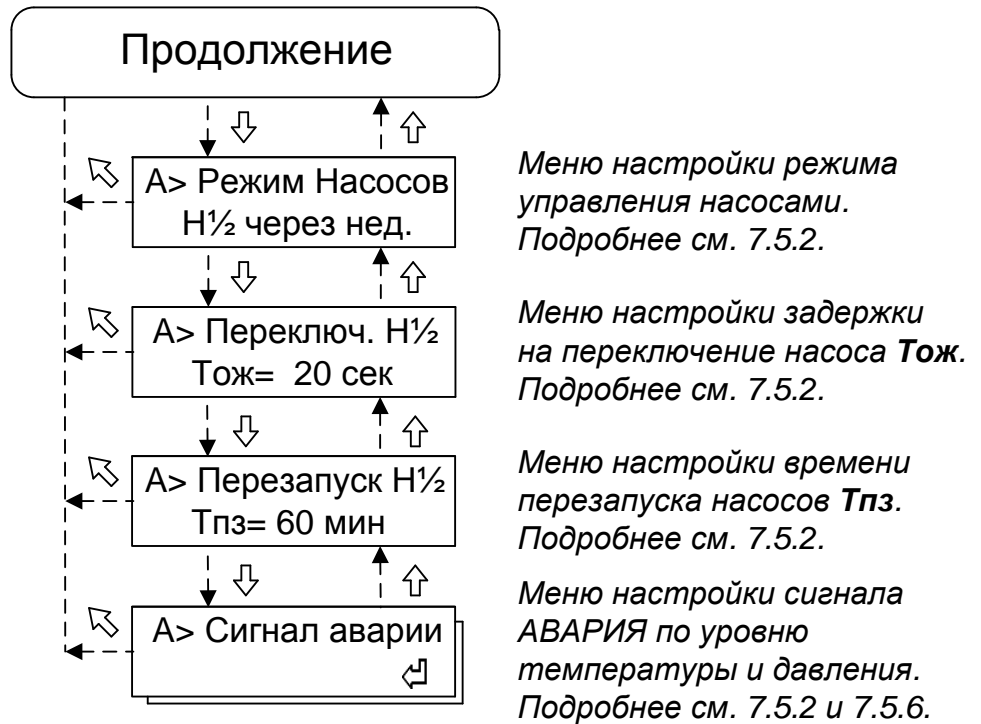 Продолжение
А> Режим Насосов
Н½ через нед.
Меню настройки режима
управления насосами.
Подробнее см. 7.5.2.
А> Переключ. Н½
Тож= 20 сек
Меню настройки задержки
на переключение насоса Тож.
Подробнее см. 7.5.2.
А> Перезапуск Н½
Тпз= 60 мин
Меню настройки времени
перезапуска насосов Тпз.
Подробнее см. 7.5.2.
А> Сигнал аварии
Меню настройки сигнала
АВАРИЯ по уровню
температуры и давления.
Подробнее см. 7.5.2 и 7.5.6.